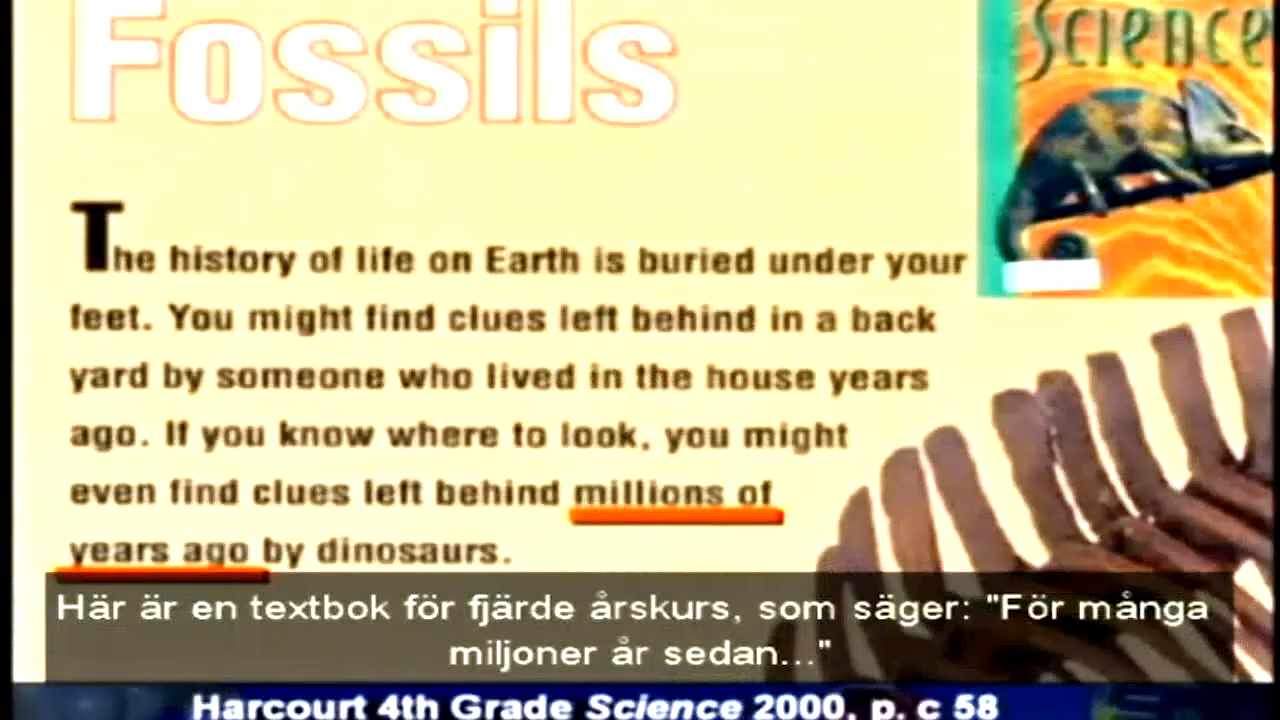 Fossils
Science
The history of life on Earth is buried under your
feet. You might find clues left behind in a back
yard by someone who lived in the house years
ago. If you know where to look, you might
even find clues left behind millions of
years ago by dinosaurs.
Här är en textbok för fjärde årskurs, som säger: "För många
miljoner år sedan..."
Harcourt 4th Grade Science 2000, p. c 58